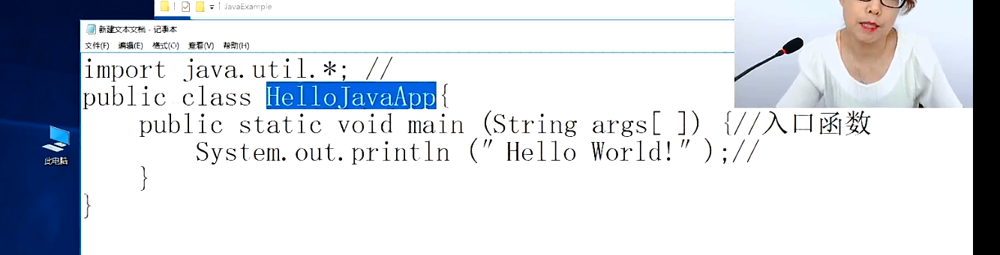 JavaExample
新建文本文档 - 记事本
文件(F) 编辑(E) 格式(O) 查看(V) 帮助(H)
import java.util.*; //
public class HelloJavaApp{
public static void main (String args[ ]) {//入口函数
System.out.println (" Hello World!" );//
}
}
此电脑